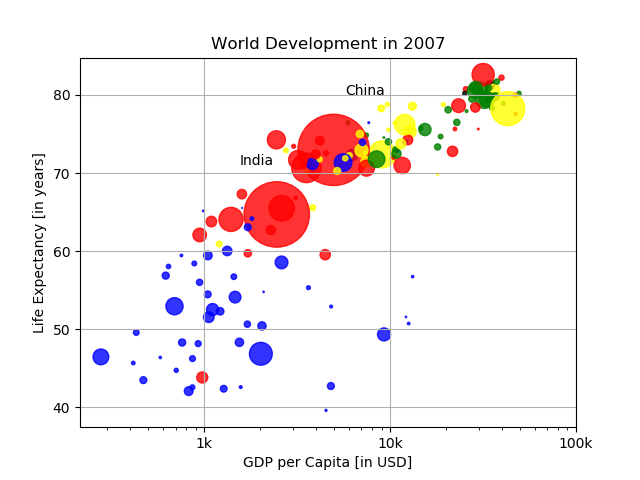 World Development in 2007
China
India
80
70
60
50
40
1k
10k
100k
Life Expectancy [in years]
GDP per Capita [in USD]